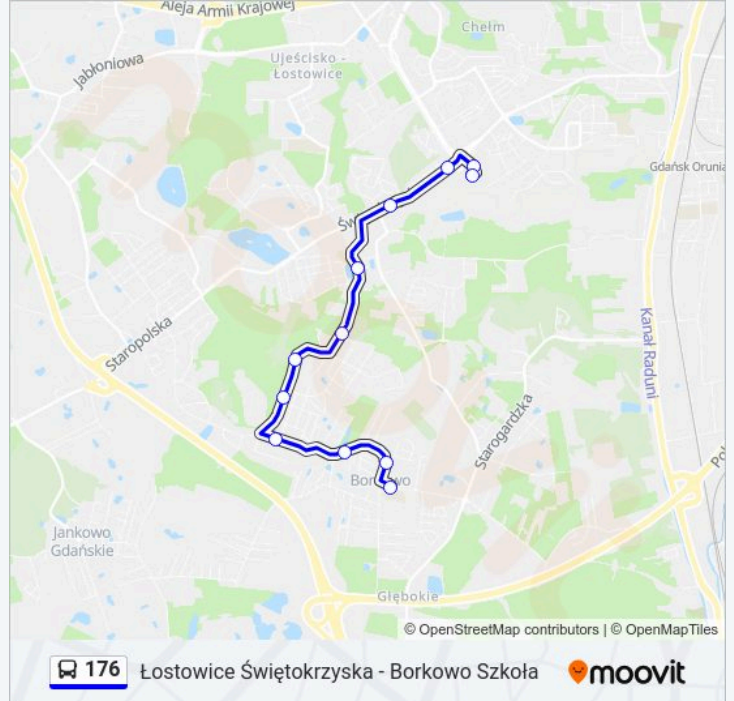 Aleja Armii Krajowej
Chełm
Jabłoniowa
Ujeścisko -
Łostowice
Gdańsk Orunia
Staropolska
Kanał Raduni
Starogardzka
Borkowo
Jankowo
Gdańskie
Głębokie
© OpenStreetMap contributors | © OpenMapTiles
176 Łostowice Świętokrzyska - Borkowo Szkoła moovit